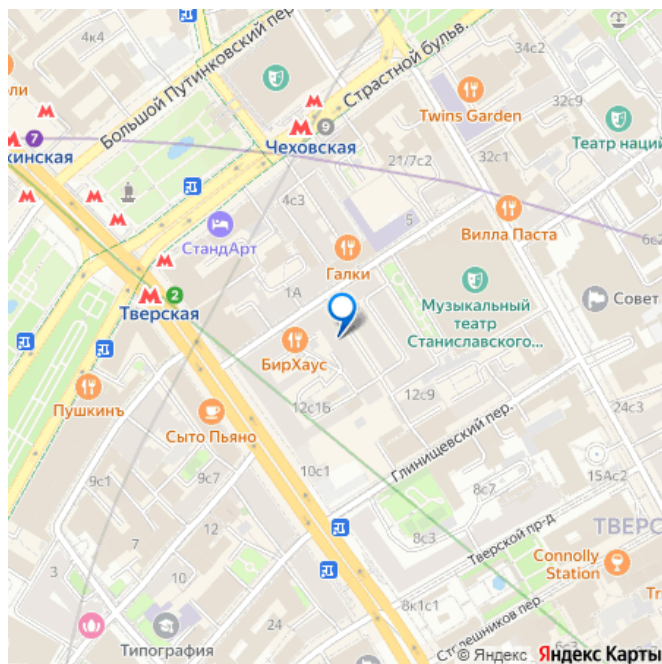 4к4
Большой Путинковский пер.
Страстной бульв.
34с2
Twins Garden
32с9
Театр наций
7
9
Чеховская
21/7с2
32с1
4с3
5
Вилла Паста
СтандАрт
Галки
2
Тверская
1А
Музыкальный
театр
Станиславского...
Совет
БирХаус
12с1Б
12с9
24с3
Пушкинъ
Сыто Пьяно
Глинищевский пер.
10с1
15Ас2
9с1
9с7
8с7
12
7
8с3
Тверской пр-д
ТВЕРС
Connolly
Station
3
10
8к1с1
24
Типография
Столешников пер.
© Яндекс Яндекс Карты